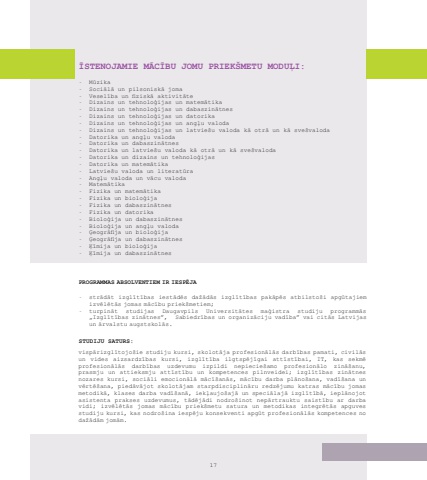 ĪSTENOJAMIE MĀCĪBU JOMU PRIEKŠMETU MODUĻI:
- Mūzika
- Sociālā un pilsoniskā joma
- Veselība un fiziskā aktivitāte
- Dizains un tehnoloģijas un matemātika
- Dizains un tehnoloģijas un dabaszinātnes
- Dizains un tehnoloģijas un datorika
- Dizains un tehnoloģijas un angļu valoda
- Dizains un tehnoloģijas un latviešu valoda kā otrā un kā svešvaloda
- Datorika un angļu valoda
- Datorika un dabaszinātnes
- Datorika un latviešu valoda kā otrā un kā svešvaloda
- Datorika un dizains un tehnoloģijas
- Datorika un matemātika
- Latviešu valoda un literatūra
- Angļu valoda un vācu valoda
- Matemātika
- Fizika un matemātika
- Fizika un bioloģija
- Fizika un dabaszinātnes
- Fizika un datorika
- Bioloģija un dabaszinātnes
- Bioloģija un angļu valoda
- Ģeogrāfija un bioloģija
- Ģeogrāfija un dabaszinātnes
- Ķīmija un bioloģija
- Ķīmija un dabaszinātnes
PROGRAMMAS ABSOLVENTIEM IR IESPĒJA
- strādāt izglītības iestādēs dažādās izglītības pakāpēs atbilstoši apgūtajiem
izvēlētās jomas mācību priekšmetiem;
- turpināt studijas Daugavpils Universitātes maģistra studiju programmās
„Izglītības zinātnes”, „Sabiedrības un organizāciju vadība” vai citās Latvijas
un ārvalstu augstskolās.
STUDIJU SATURS:
vispārizglītojošie studiju kursi, skolotāja profesionālās darbības pamati, civilās
un vides aizsardzības kursi, izglītība ilgtspējīgai attīstībai, IT, kas sekmē
profesionālās darbības uzdevumu izpildi nepieciešamo profesionālo zināšanu,
prasmju un attieksmju attīstību un kompetences pilnveidei; izglītības zinātnes
nozares kursi, sociāli emocionālā mācīšanās, mācību darba plānošana, vadīšana un
vērtēšana, piedāvājot skolotājam starpdisciplināru redzējumu katras mācību jomas
metodikā, klases darba vadīšanā, iekļaujošajā un speciālajā izglītībā, ieplānojot
asistenta prakses uzdevumus, tādējādi nodrošinot nepārtrauktu saistību ar darba
vidi; izvēlētās jomas mācību priekšmetu satura un metodikas integrētās apguves
studiju kursi, kas nodrošina iespēju konsekventi apgūt profesionālās kompetences no
dažādām jomām.
17